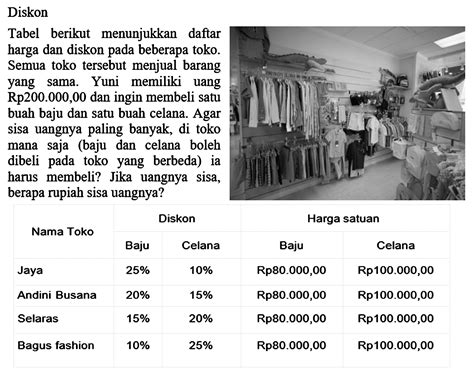 Diskon
Tabel berikut menunjukkan daftar
harga dan diskon pada beberapa toko.
Semua toko tersebut menjual barang
yang sama. Yuni memiliki uang
Rp200.000,00 dan ingin membeli satu
buah baju dan satu buah celana. Agar
sisa uangnya paling banyak, di toko
mana saja (baju dan celana boleh
dibeli pada toko yang berbeda) ia
harus membeli? Jika uangnya sisa,
berapa rupiah sisa uangnya?
Nama Toko Diskon Harga satuan
Baju Celana Baju Celana
Jaya 25% 10% Rp80.000,00 Rp100.000,00
Andini Busana 20% 15% Rp80.000,00 Rp100.000,00
Selaras 15% 20% Rp80.000,00 Rp100.000,00
Bagus fashion 10% 25% Rp80.000,00 Rp100.000,00